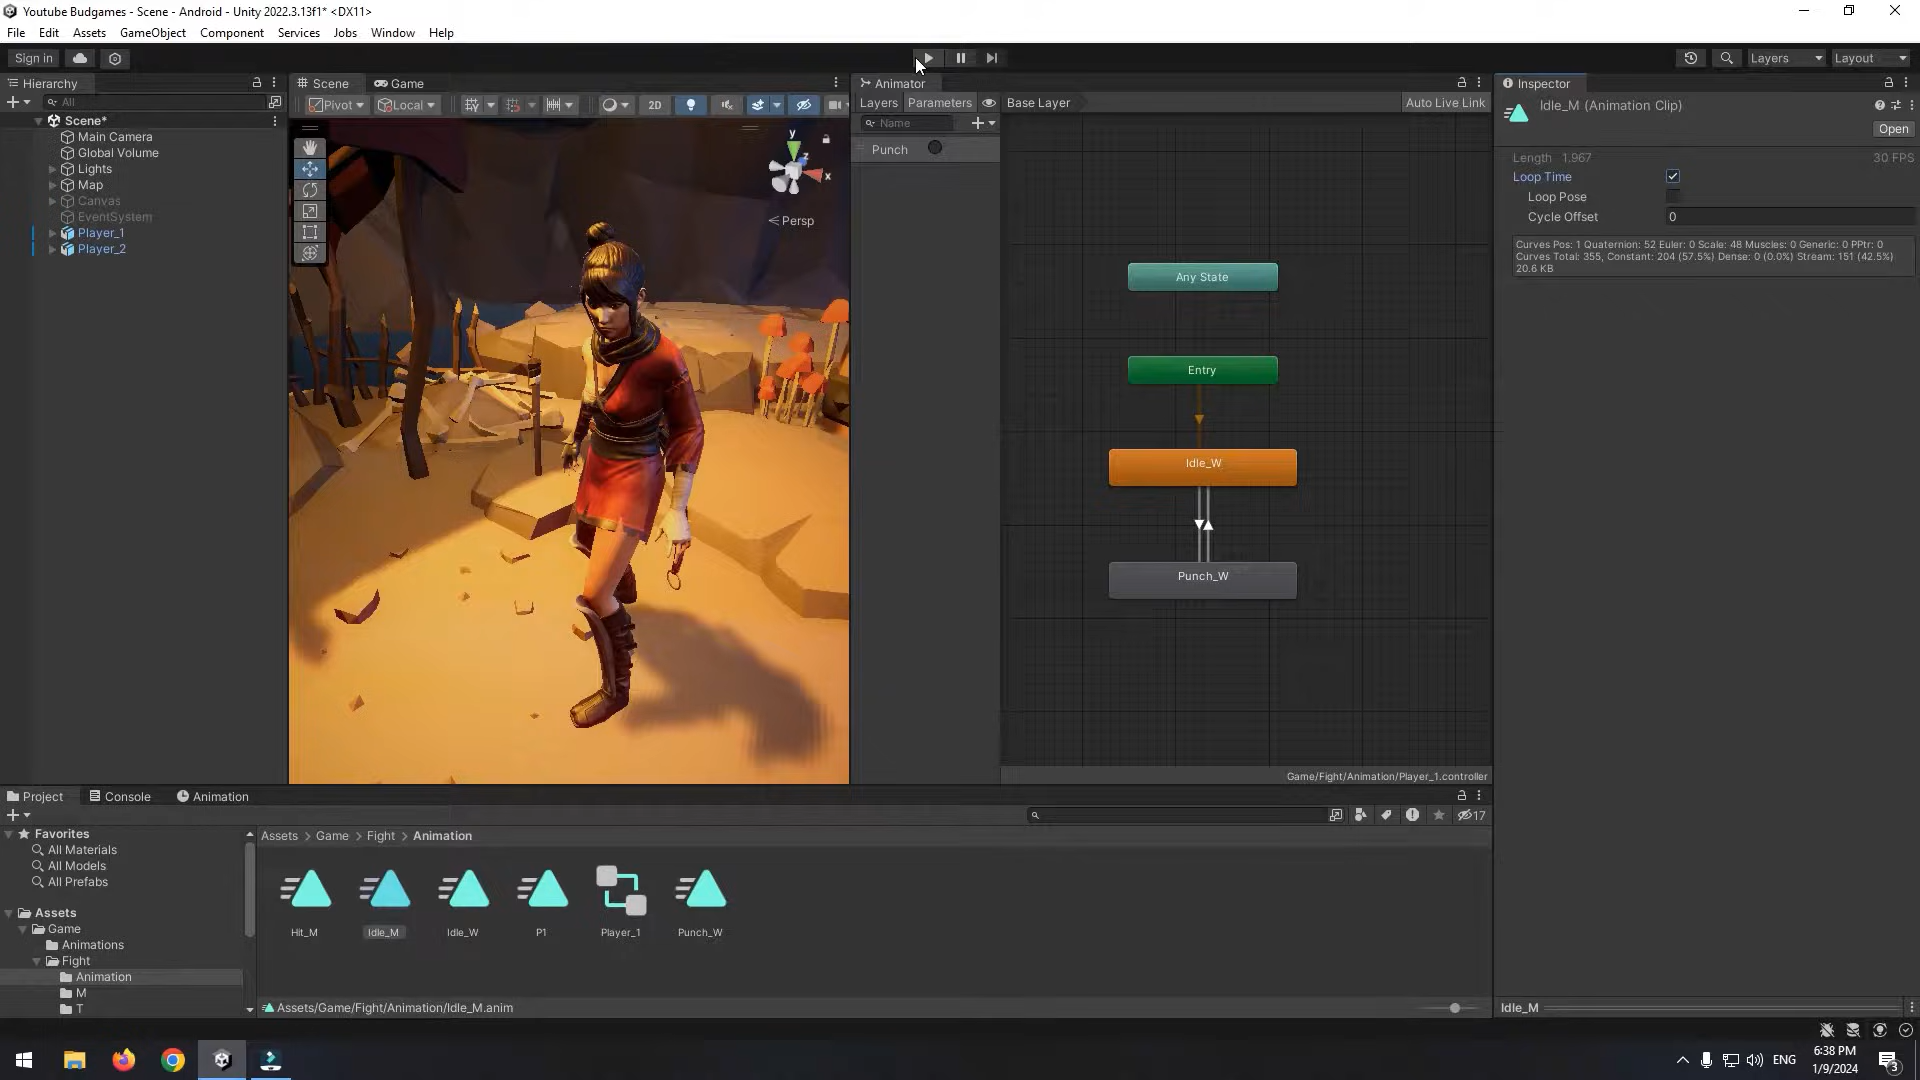 Youtube Budgames - Scene - Android - Unity 2022.3.13f1* <DX11>
File Edit Assets GameObject Component Services Jobs Window Help
Sign in
Layers Layout
Hierarchy
All
Scene*
Main Camera
Global Volume
Lights
Map
Canvas
EventSystem
Player_1
Player_2
Scene Game
Pivot Local 2D
y
z
x
Persp
Animator
Layers Parameters Base Layer Auto Live Link
Name
Punch
Any State
Entry
Idle_W
Punch_W
Game/Fight/Animation/Player_1.controller
Inspector
Idle_M (Animation Clip)
Open
Length 1.967 30 FPS
Loop Time
Loop Pose
Cycle Offset 0
Curves Pos: 1 Quaternion: 52 Euler: 0 Scale: 48 Muscles: 0 Generic: 0 PPtr: 0
Curves Total: 355, Constant: 204 (57.5%) Dense: 0 (0.0%) Stream: 151 (42.5%)
20.6 KB
Project Console Animation
17
Favorites
All Materials
All Models
All Prefabs
Assets
Game
Animations
Fight
Animation
M
T
Assets > Game > Fight > Animation
Hit_M Idle_M Idle_W P1 Player_1 Punch_W
Assets/Game/Fight/Animation/Idle_M.anim
Idle_M
ENG
6:38 PM
1/9/2024
3